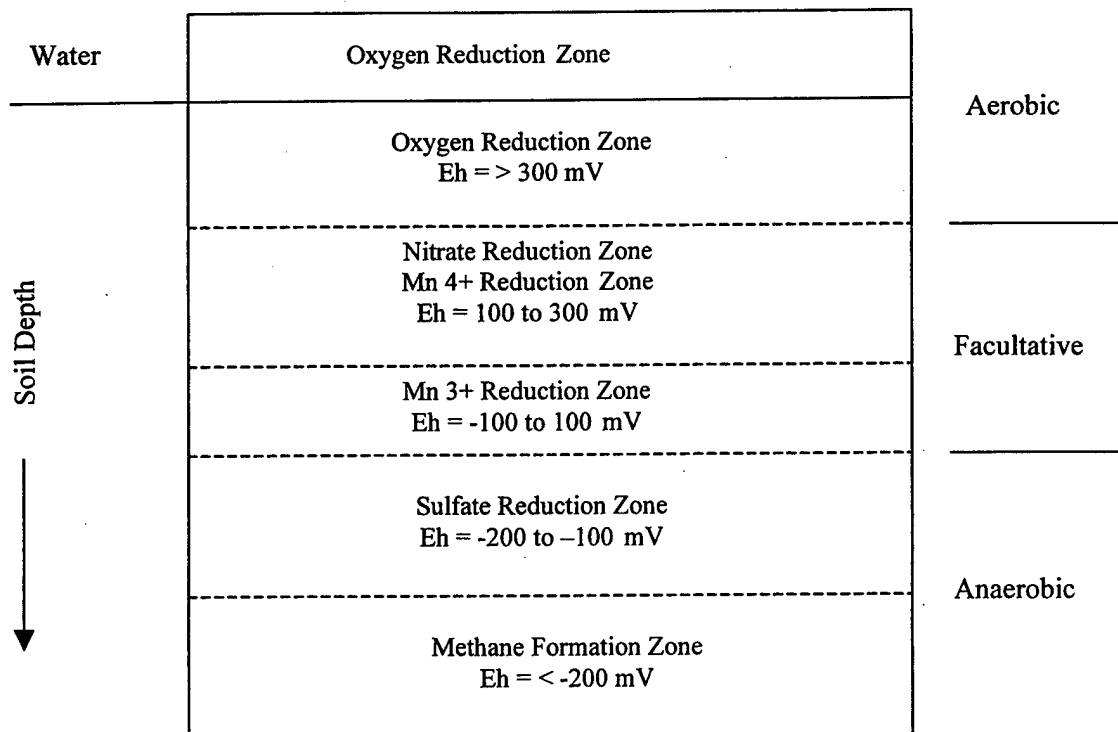 Water
Oxygen Reduction Zone
Aerobic
Oxygen Reduction Zone
Eh = > 300 mV
Nitrate Reduction Zone
Mn 4+ Reduction Zone
Eh = 100 to 300 mV
Soil Depth
Facultative
Mn 3+ Reduction Zone
Eh = -100 to 100 mV
Sulfate Reduction Zone
Eh = -200 to –100 mV
Anaerobic
Methane Formation Zone
Eh = < -200 mV